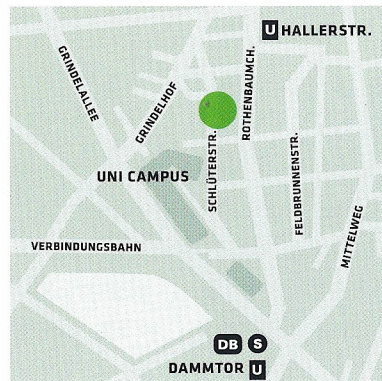 U HALLERSTR.
GRINDELALLEE
GRINDELHOF
ROTHENBAUMCH.
SCHLÜTERSTR.
FELDBRUNNENSTR.
MITTELWEG
UNI CAMPUS
VERBINDUNGSBAHN
DB S
DAMMTOR U